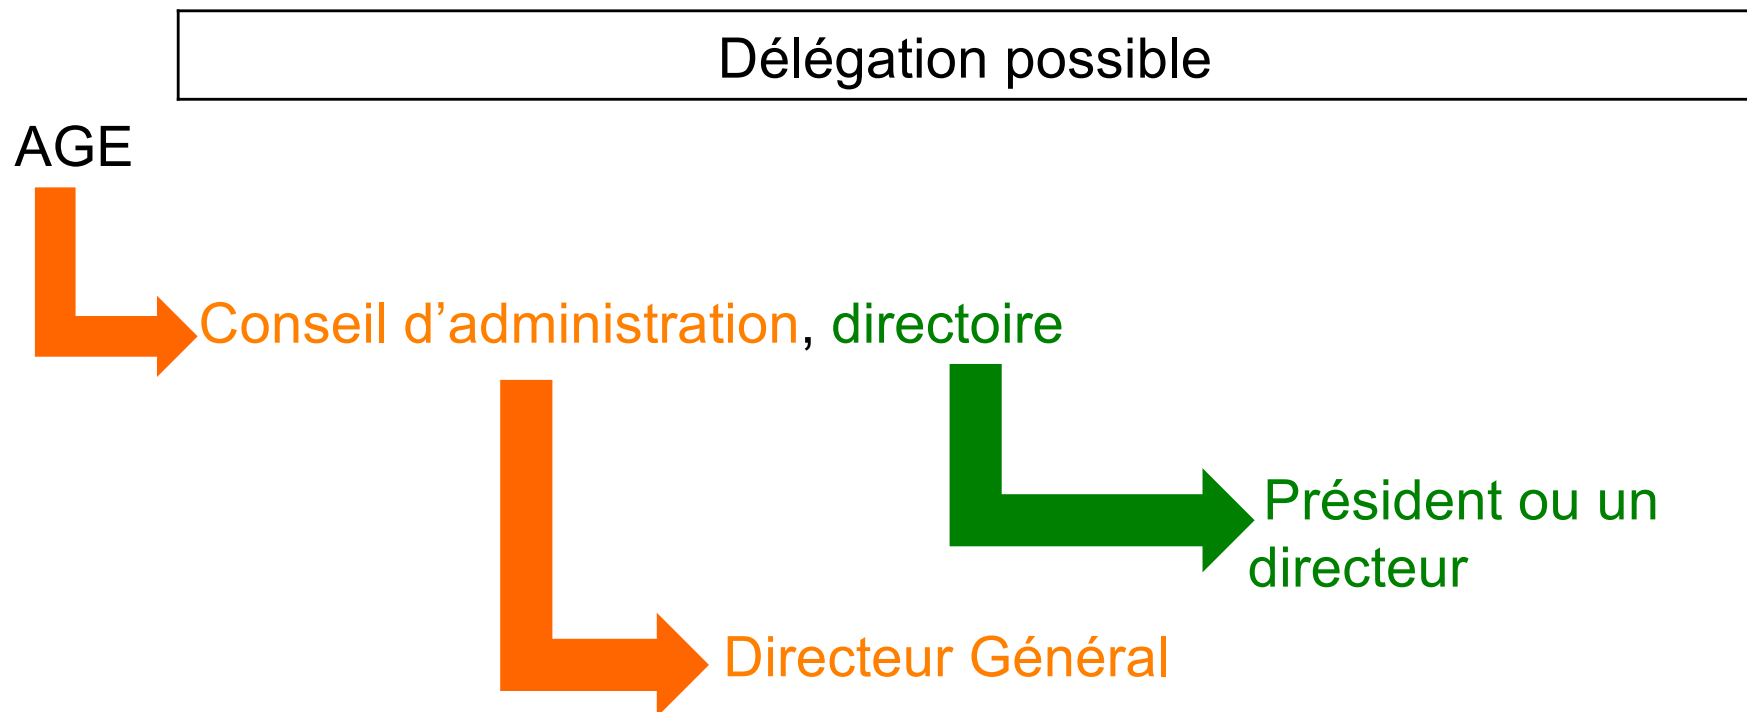 Délégation possible
AGE
Conseil d’administration, directoire
Président ou un
directeur
Directeur Général